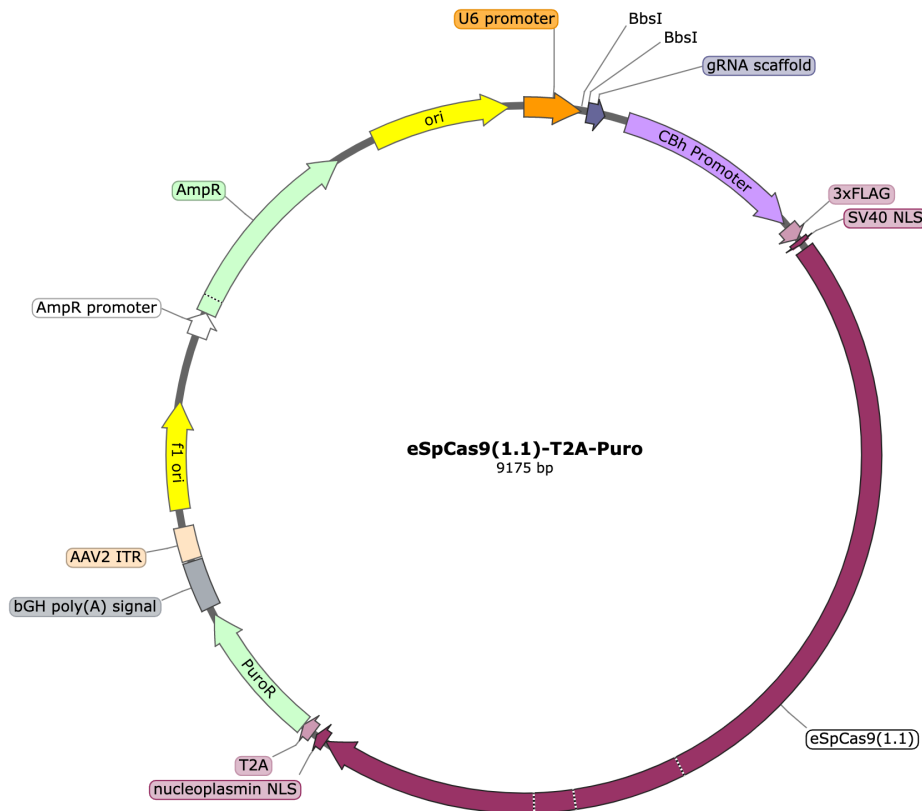 U6 promoter
BbsI
BbsI
gRNA scaffold
ori
CBh Promoter
AmpR
3xFLAG
SV40 NLS
AmpR promoter
f1 ori
eSpCas9(1.1)-T2A-Puro
9175 bp
AAV2 ITR
bGH poly(A) signal
PuroR
eSpCas9(1.1)
T2A
nucleoplasmin NLS